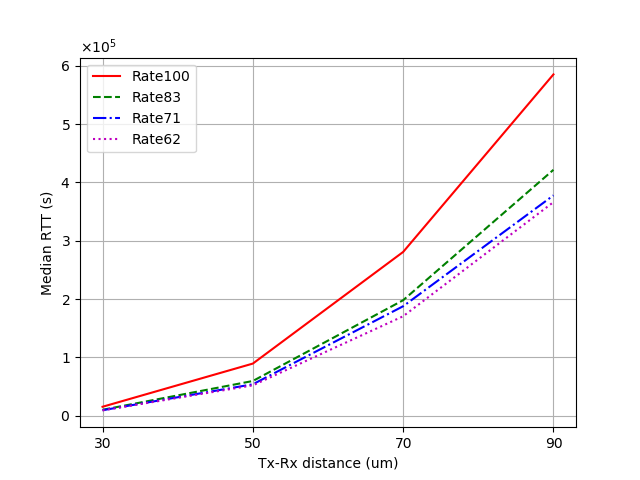 ×10⁵
6
5
4
3
2
1
0
Median RTT (s)
Rate100
Rate83
Rate71
Rate62
30 50 70 90
Tx-Rx distance (um)